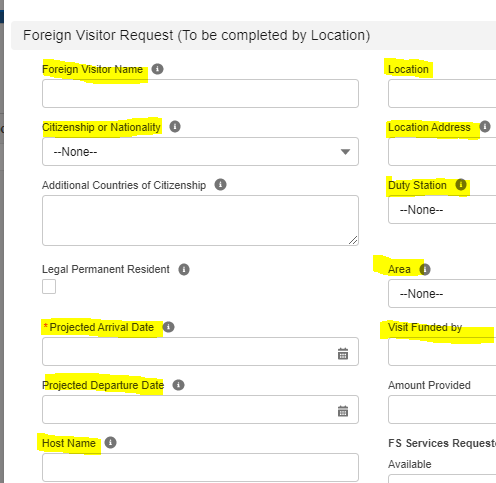 Foreign Visitor Request (To be completed by Location)
Foreign Visitor Name
Location
Citizenship or Nationality
Location Address
--None--
Additional Countries of Citizenship
Duty Station
--None--
Legal Permanent Resident
Area
--None--
* Projected Arrival Date
Visit Funded by
Projected Departure Date
Amount Provided
Host Name
FS Services Request
Available